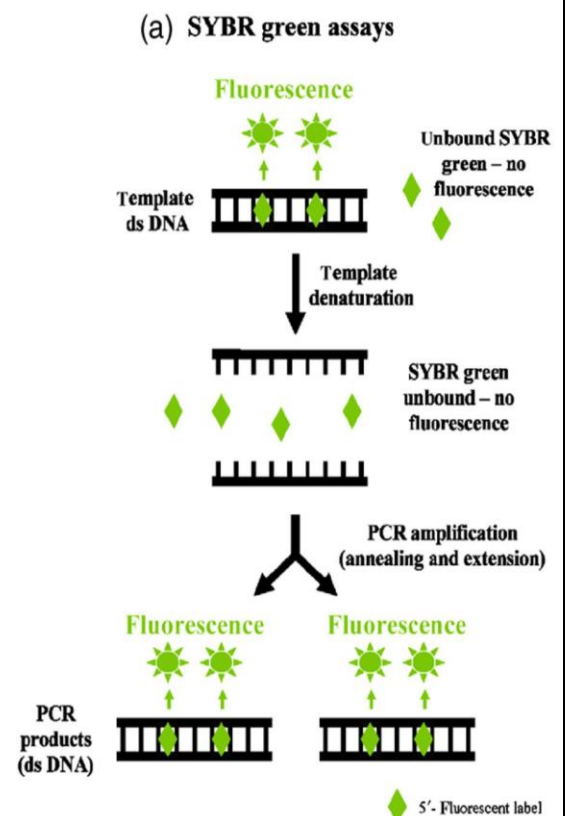 (a) SYBR green assays
Fluorescence
Unbound SYBR
green – no
fluorescence
Template
ds DNA
Template
denaturation
SYBR green
unbound – no
fluorescence
PCR amplification
(annealing and extension)
Fluorescence
Fluorescence
PCR
products
(ds DNA)
5′- Fluorescent label